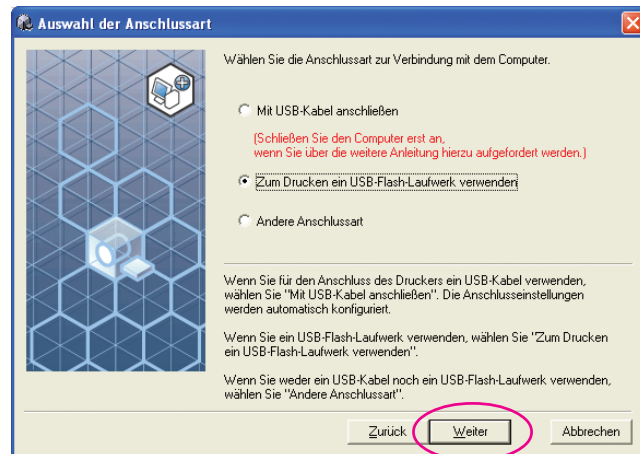 Auswahl der Anschlussart
Wählen Sie die Anschlussart zur Verbindung mit dem Computer.
Mit USB-Kabel anschließen
(Schließen Sie den Computer erst an,
wenn Sie über die weitere Anleitung hierzu aufgefordert werden.)
Zum Drucken ein USB-Flash-Laufwerk verwenden
Andere Anschlussart
Wenn Sie für den Anschluss des Druckers ein USB-Kabel verwenden,
wählen Sie "Mit USB-Kabel anschließen". Die Anschlusseinstellungen
werden automatisch konfiguriert.
Wenn Sie ein USB-Flash-Laufwerk verwenden, wählen Sie "Zum Drucken
ein USB-Flash-Laufwerk verwenden".
Wenn Sie weder ein USB-Kabel noch ein USB-Flash-Laufwerk verwenden,
wählen Sie "Andere Anschlussart".
Zurück Weiter Abbrechen